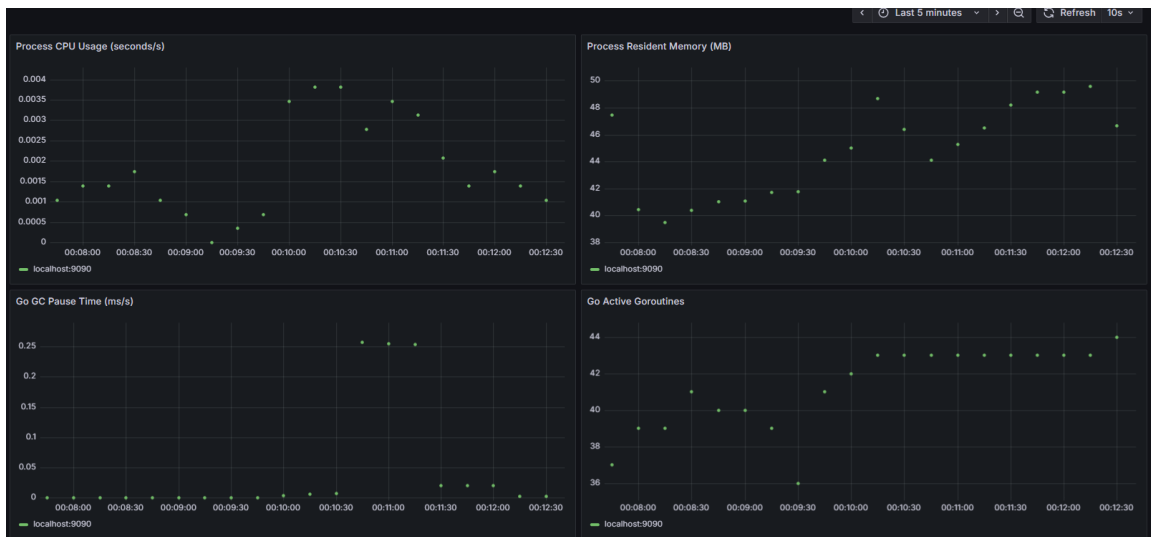 Last 5 minutes Refresh 10s
Process CPU Usage (seconds/s)
0.004
0.0035
0.003
0.0025
0.002
0.0015
0.001
0.0005
0
00:08:00 00:08:30 00:09:00 00:09:30 00:10:00 00:10:30 00:11:00 00:11:30 00:12:00 00:12:30
localhost:9090
Process Resident Memory (MB)
50
48
46
44
42
40
38
00:08:00 00:08:30 00:09:00 00:09:30 00:10:00 00:10:30 00:11:00 00:11:30 00:12:00 00:12:30
localhost:9090
Go GC Pause Time (ms/s)
0.25
0.2
0.15
0.1
0.05
0
00:08:00 00:08:30 00:09:00 00:09:30 00:10:00 00:10:30 00:11:00 00:11:30 00:12:00 00:12:30
localhost:9090
Go Active Goroutines
44
42
40
38
36
00:08:00 00:08:30 00:09:00 00:09:30 00:10:00 00:10:30 00:11:00 00:11:30 00:12:00 00:12:30
localhost:9090